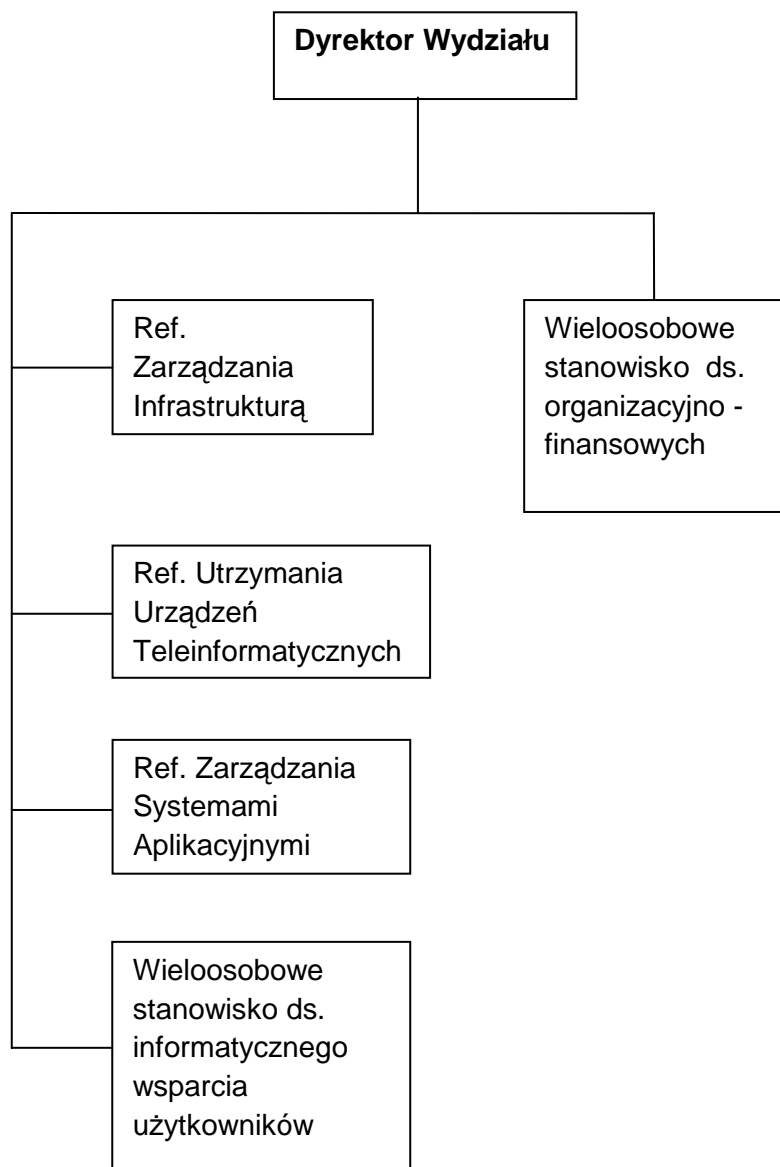 Dyrektor Wydziału
Ref.
Zarządzania
Infrastrukturą
Wieloosobowe
stanowisko ds.
organizacyjno -
finansowych
Ref. Utrzymania
Urządzeń
Teleinformatycznych
Ref. Zarządzania
Systemami
Aplikacyjnymi
Wieloosobowe
stanowisko ds.
informatycznego
wsparcia
użytkowników